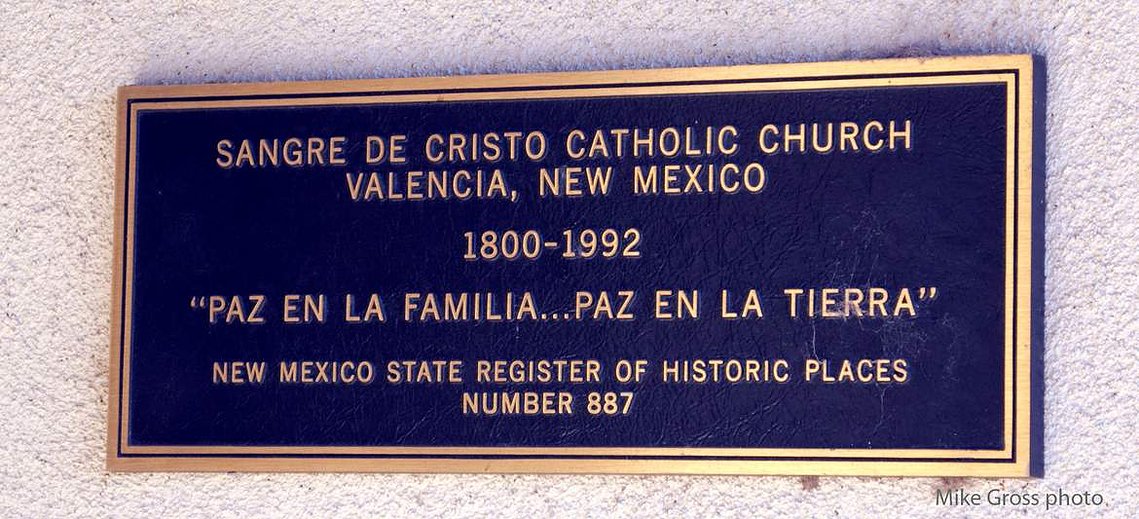 SANGRE DE CRISTO CATHOLIC CHURCH
VALENCIA, NEW MEXICO
1800-1992
“PAZ EN LA FAMILIA...PAZ EN LA TIERRA”
NEW MEXICO STATE REGISTER OF HISTORIC PLACES
NUMBER 887
Mike Gross photo